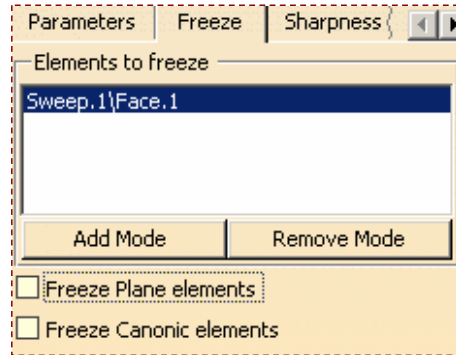 Parameters Freeze Sharpness
Elements to freeze
Sweep.1\Face.1
Add Mode Remove Mode
Freeze Plane elements
Freeze Canonic elements